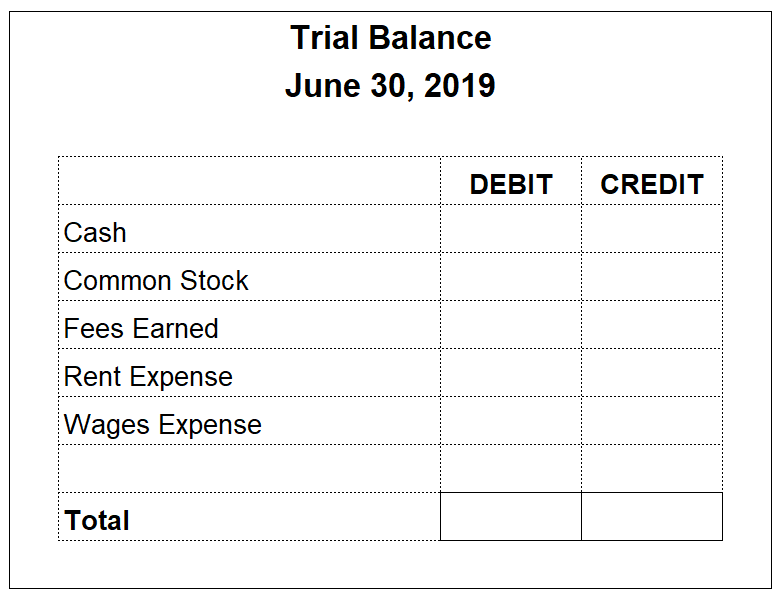 Trial Balance
June 30, 2019
DEBIT CREDIT
Cash
Common Stock
Fees Earned
Rent Expense
Wages Expense
Total